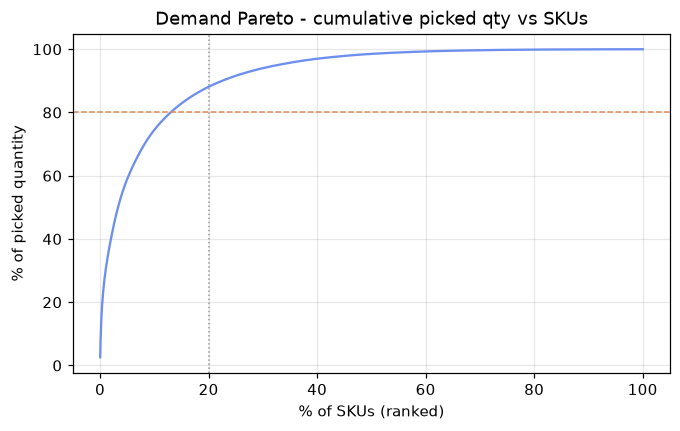 Demand Pareto - cumulative picked qty vs SKUs
% of picked quantity
100
80
60
40
20
0
0 20 40 60 80 100
% of SKUs (ranked)